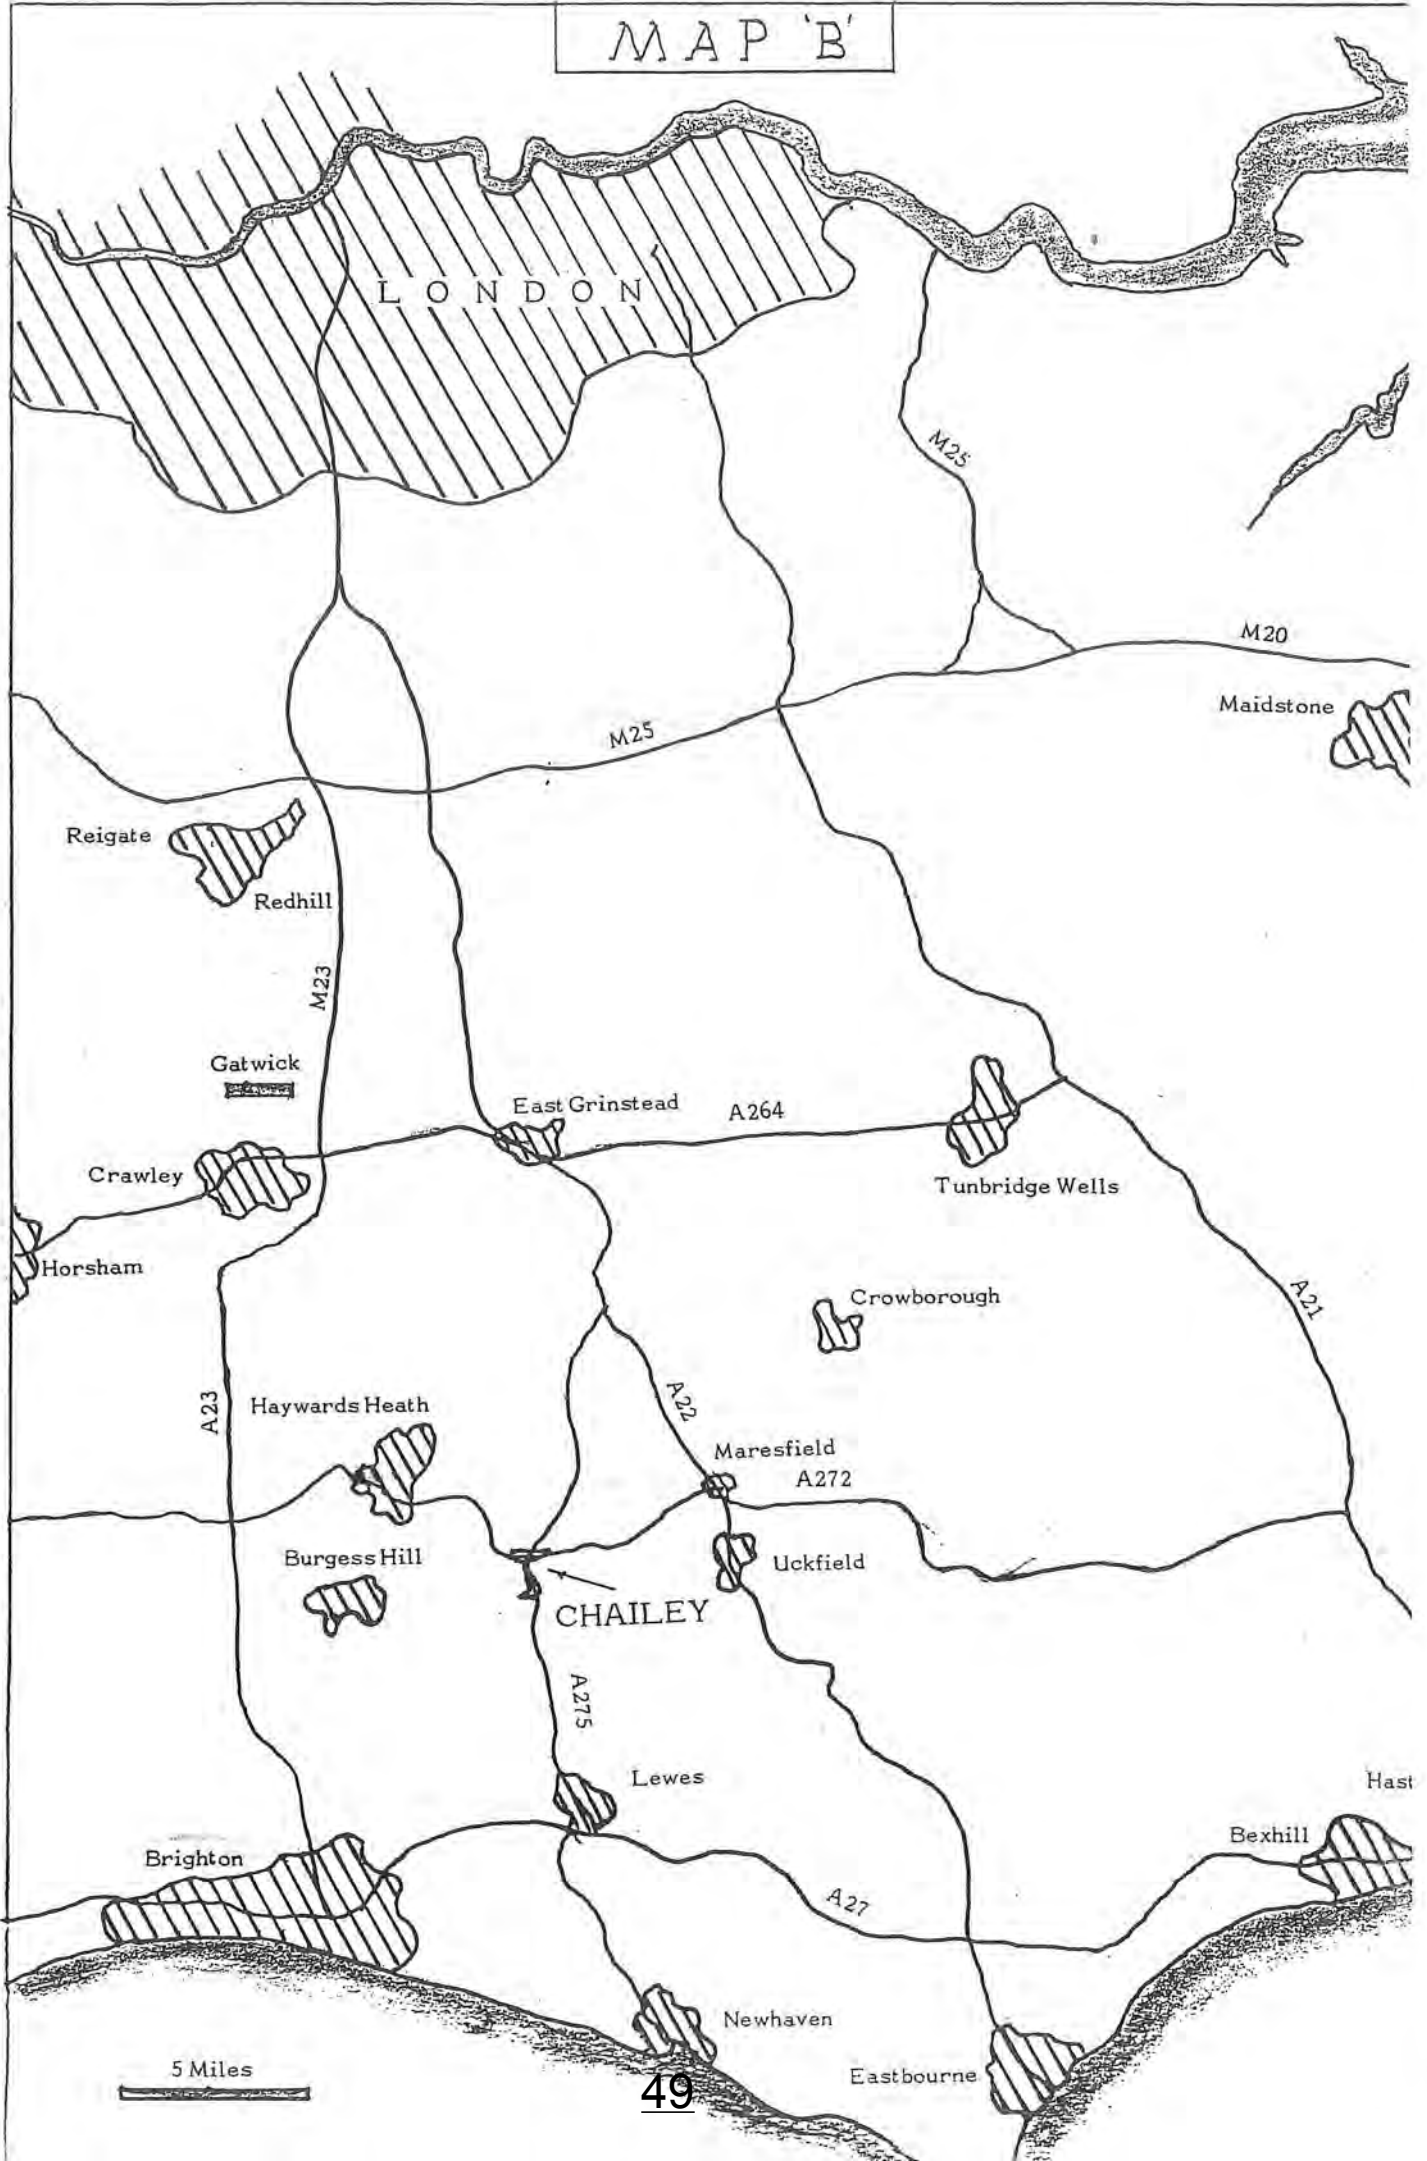 MAP 'B'
LONDON
M25
M20
Maidstone
M25
Reigate
Redhill
M23
Gatwick
East Grinstead
A264
Crawley
Tunbridge Wells
Horsham
Crowborough
A21
A23
Haywards Heath
A22
Maresfield
A272
Burgess Hill
Uckfield
CHAILEY
A275
Lewes
Hast
Bexhill
Brighton
A27
Newhaven
5 Miles
Eastbourne
49